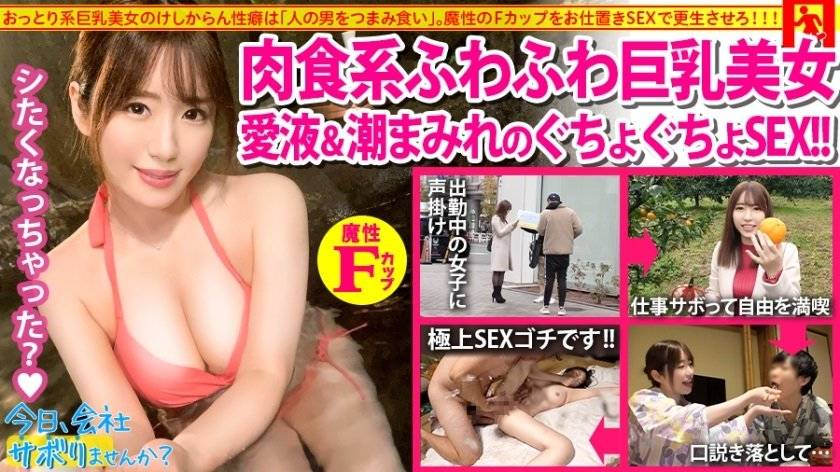 おっとり系巨乳美女のけしからん性癖は「人の男をつまみ食い」。魔性のFカップをお仕置きSEXで更生させろ！！！
肉食系ふわふわ巨乳美女
愛液&潮まみれのぐちょぐちょSEX!!
シたくなっちゃった？♥
魔性
Fカップ
出勤中の女子に
声掛け
仕事サボって自由を満喫
口説き落として…
極上SEXゴチです!!
今日、会社
サボりませんか？